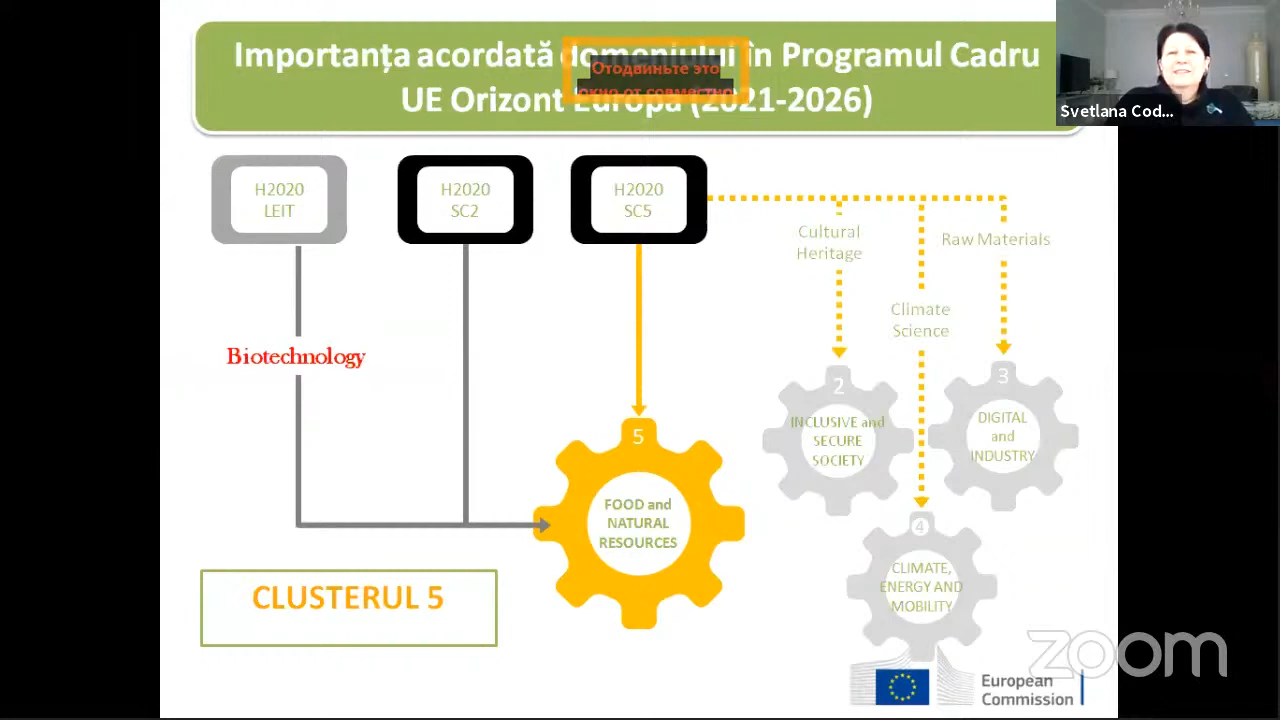 Importanța acordată domeniului în Programul Cadru
UE Orizont Europa (2021-2026)
Отодвиньте это
окно от совместно
Svetlana Cod...
H2020
LEIT
H2020
SC2
H2020
SC5
Cultural
Heritage
Raw Materials
Climate
Science
Biotechnology
2
INCLUSIVE and
SECURE
SOCIETY
3
DIGITAL
and
INDUSTRY
5
FOOD and
NATURAL
RESOURCES
4
CLIMATE,
ENERGY AND
MOBILITY
CLUSTERUL 5
European
Commission
zoom